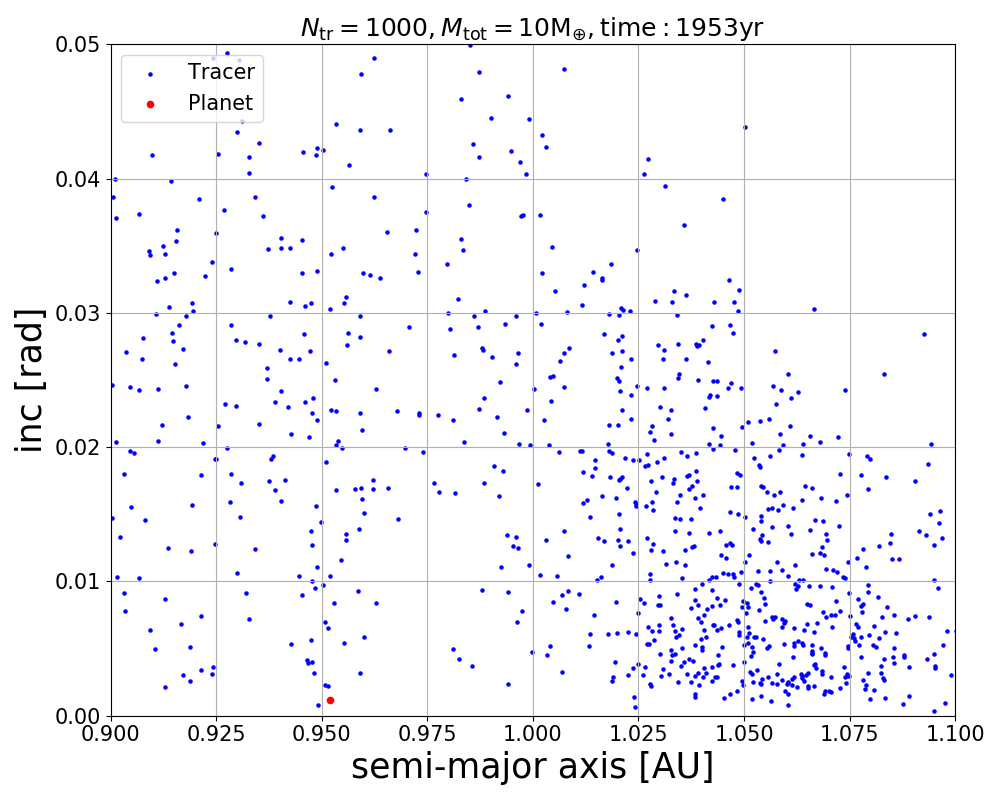 N_tr = 1000, M_tot = 10M_⊕, time : 1953yr
Tracer
Planet
0.05
0.04
0.03
0.02
0.01
0.00
inc [rad]
0.900 0.925 0.950 0.975 1.000 1.025 1.050 1.075 1.100
semi-major axis [AU]